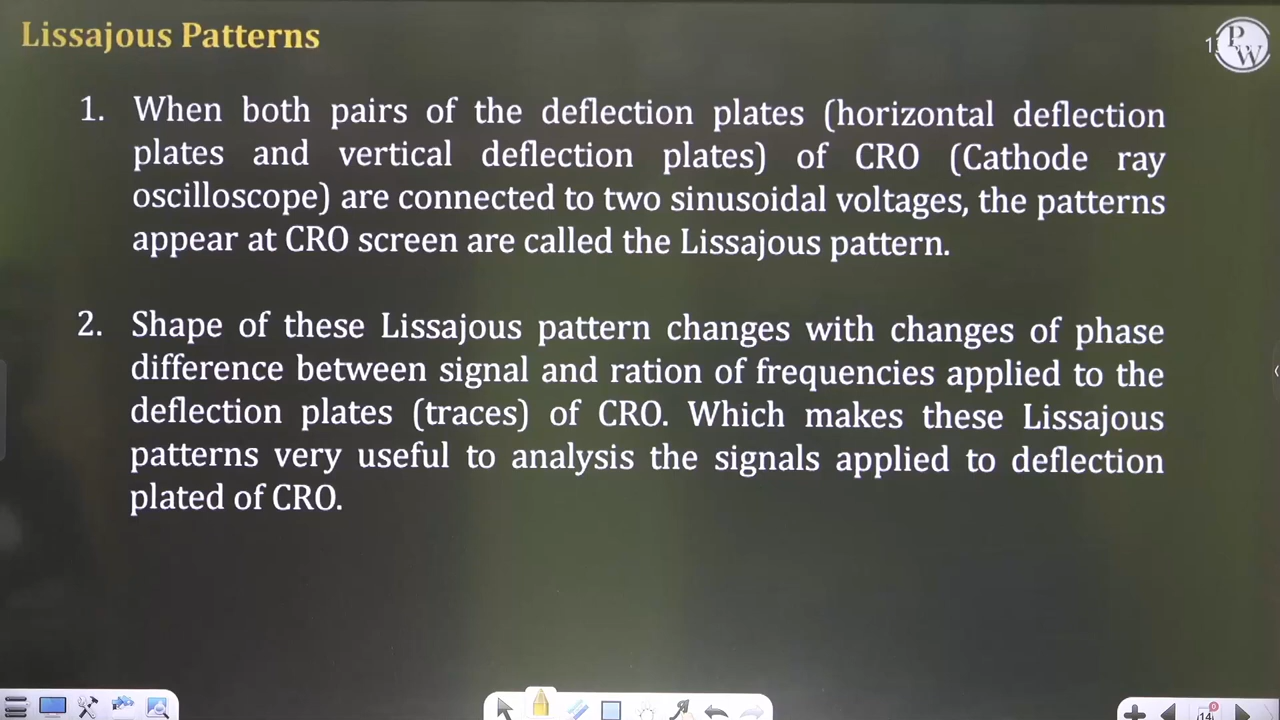 Lissajous Patterns
PW
1. When both pairs of the deflection plates (horizontal deflection
plates and vertical deflection plates) of CRO (Cathode ray
oscilloscope) are connected to two sinusoidal voltages, the patterns
appear at CRO screen are called the Lissajous pattern.
2. Shape of these Lissajous pattern changes with changes of phase
difference between signal and ration of frequencies applied to the
deflection plates (traces) of CRO. Which makes these Lissajous
patterns very useful to analysis the signals applied to deflection
plated of CRO.